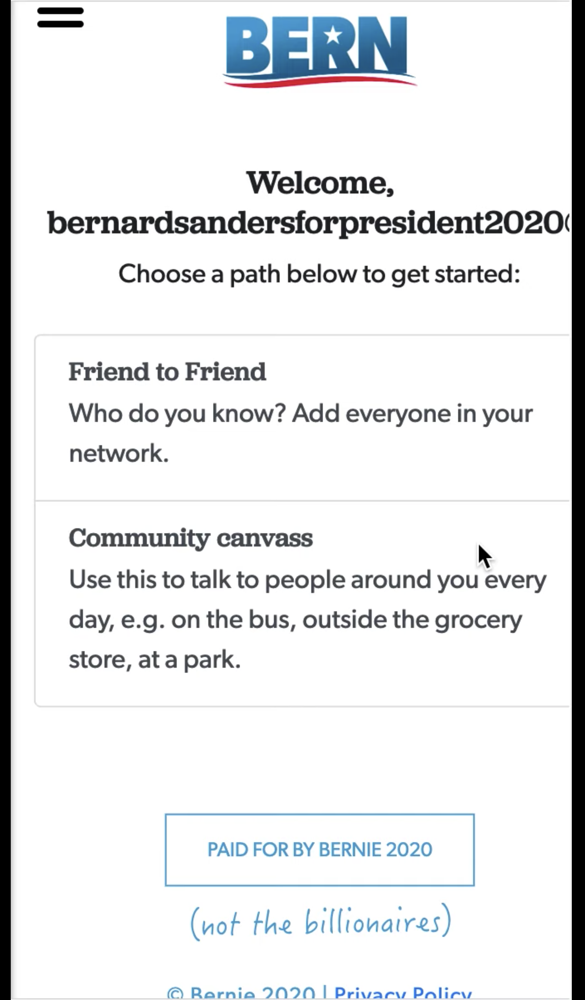 BERN
Welcome,
bernardsandersforpresident2020
Choose a path below to get started:
Friend to Friend
Who do you know? Add everyone in your
network.
Community canvass
Use this to talk to people around you every
day, e.g. on the bus, outside the grocery
store, at a park.
PAID FOR BY BERNIE 2020
(not the billionaires)
© Bernie 2020 | Privacy Policy